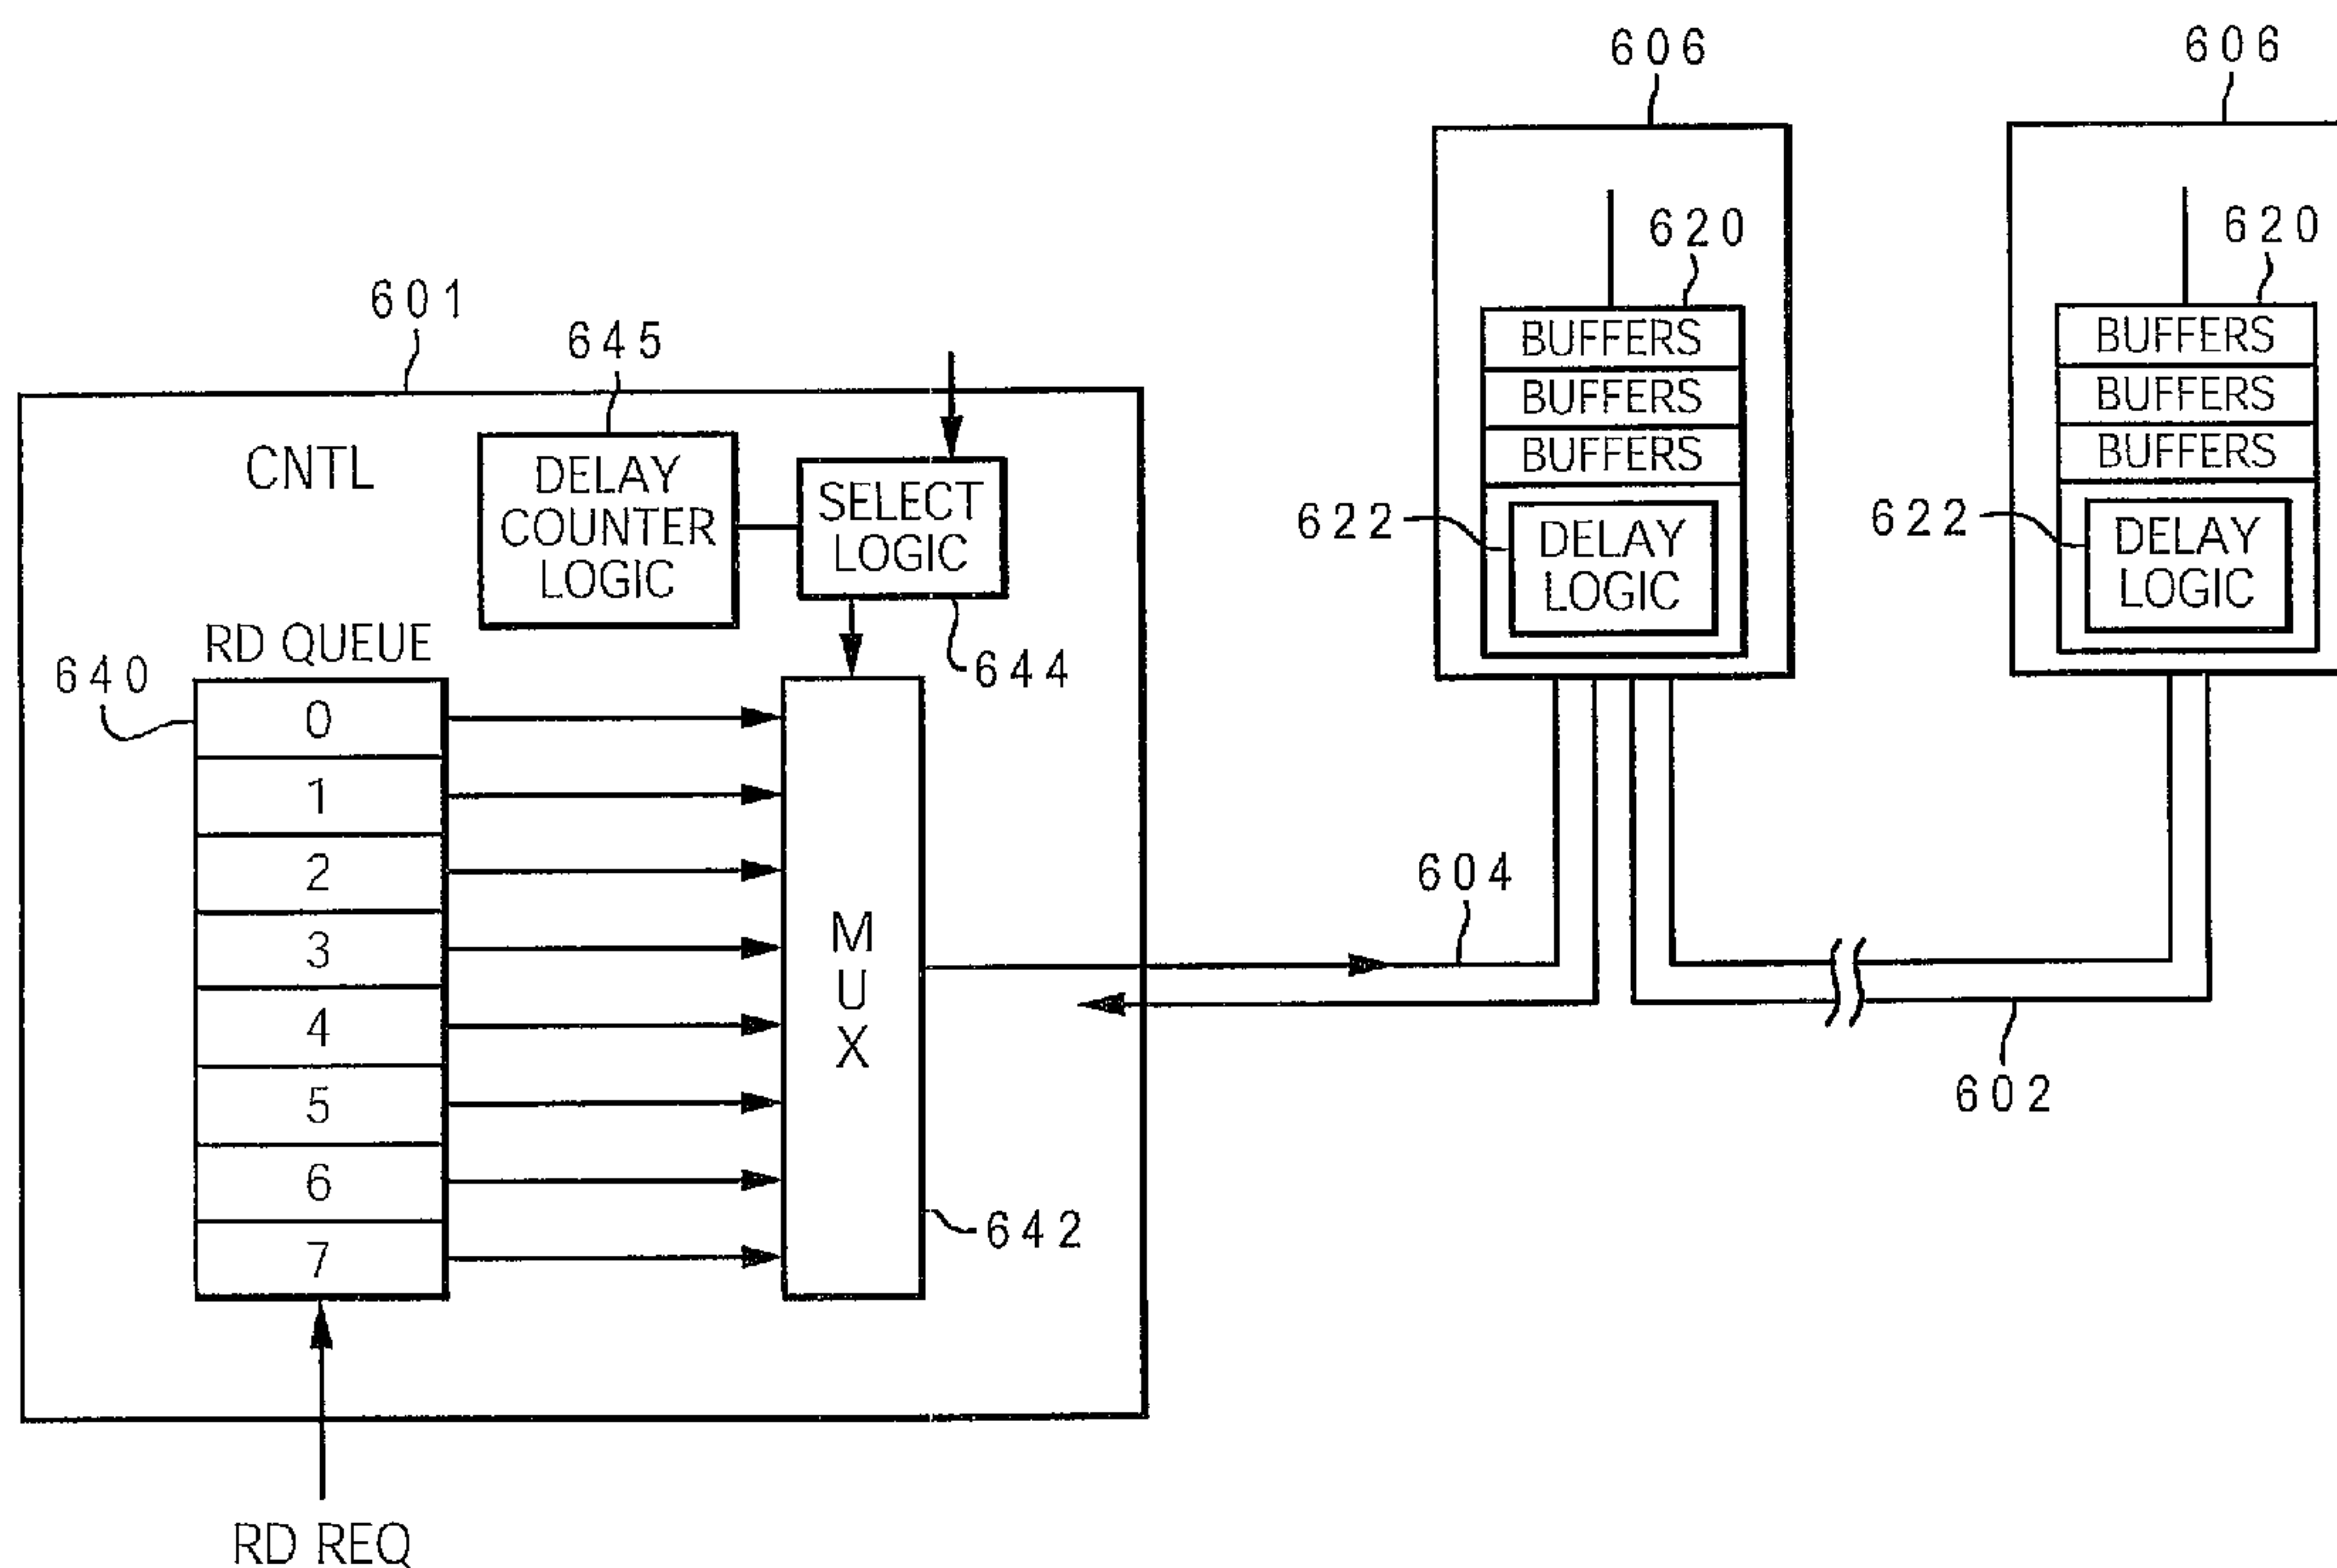 606
606
620
620
601
645
BUFFERS
BUFFERS
BUFFERS
BUFFERS
BUFFERS
BUFFERS
CNTL
DELAY
COUNTER
LOGIC
SELECT
LOGIC
622
DELAY
LOGIC
622
DELAY
LOGIC
RD QUEUE
640
644
0
1
2
3
4
5
6
7
M
U
X
604
602
642
RD REQ